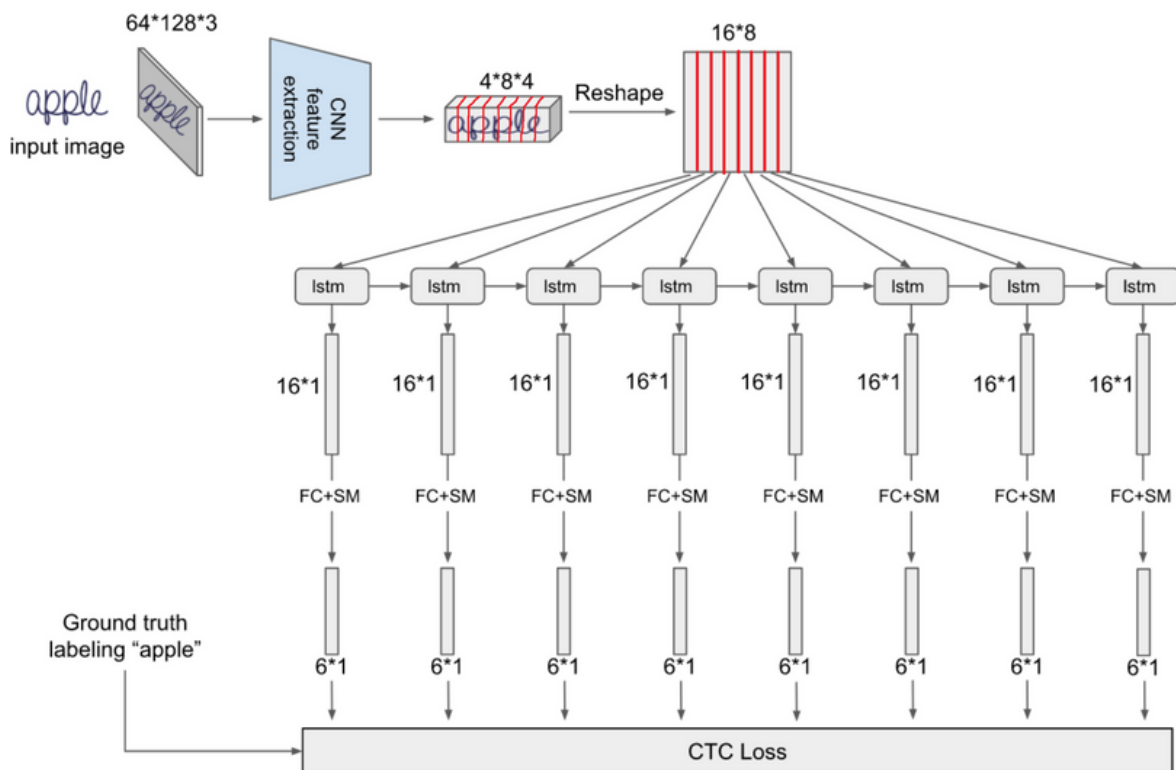 64*128*3
apple
input image
apple
CNN
feature
extraction
4*8*4
apple
Reshape
16*8
lstm lstm lstm lstm lstm lstm lstm lstm
16*1 16*1 16*1 16*1 16*1 16*1 16*1 16*1
FC+SM FC+SM FC+SM FC+SM FC+SM FC+SM FC+SM FC+SM
6*1 6*1 6*1 6*1 6*1 6*1 6*1 6*1
Ground truth
labeling “apple”
CTC Loss